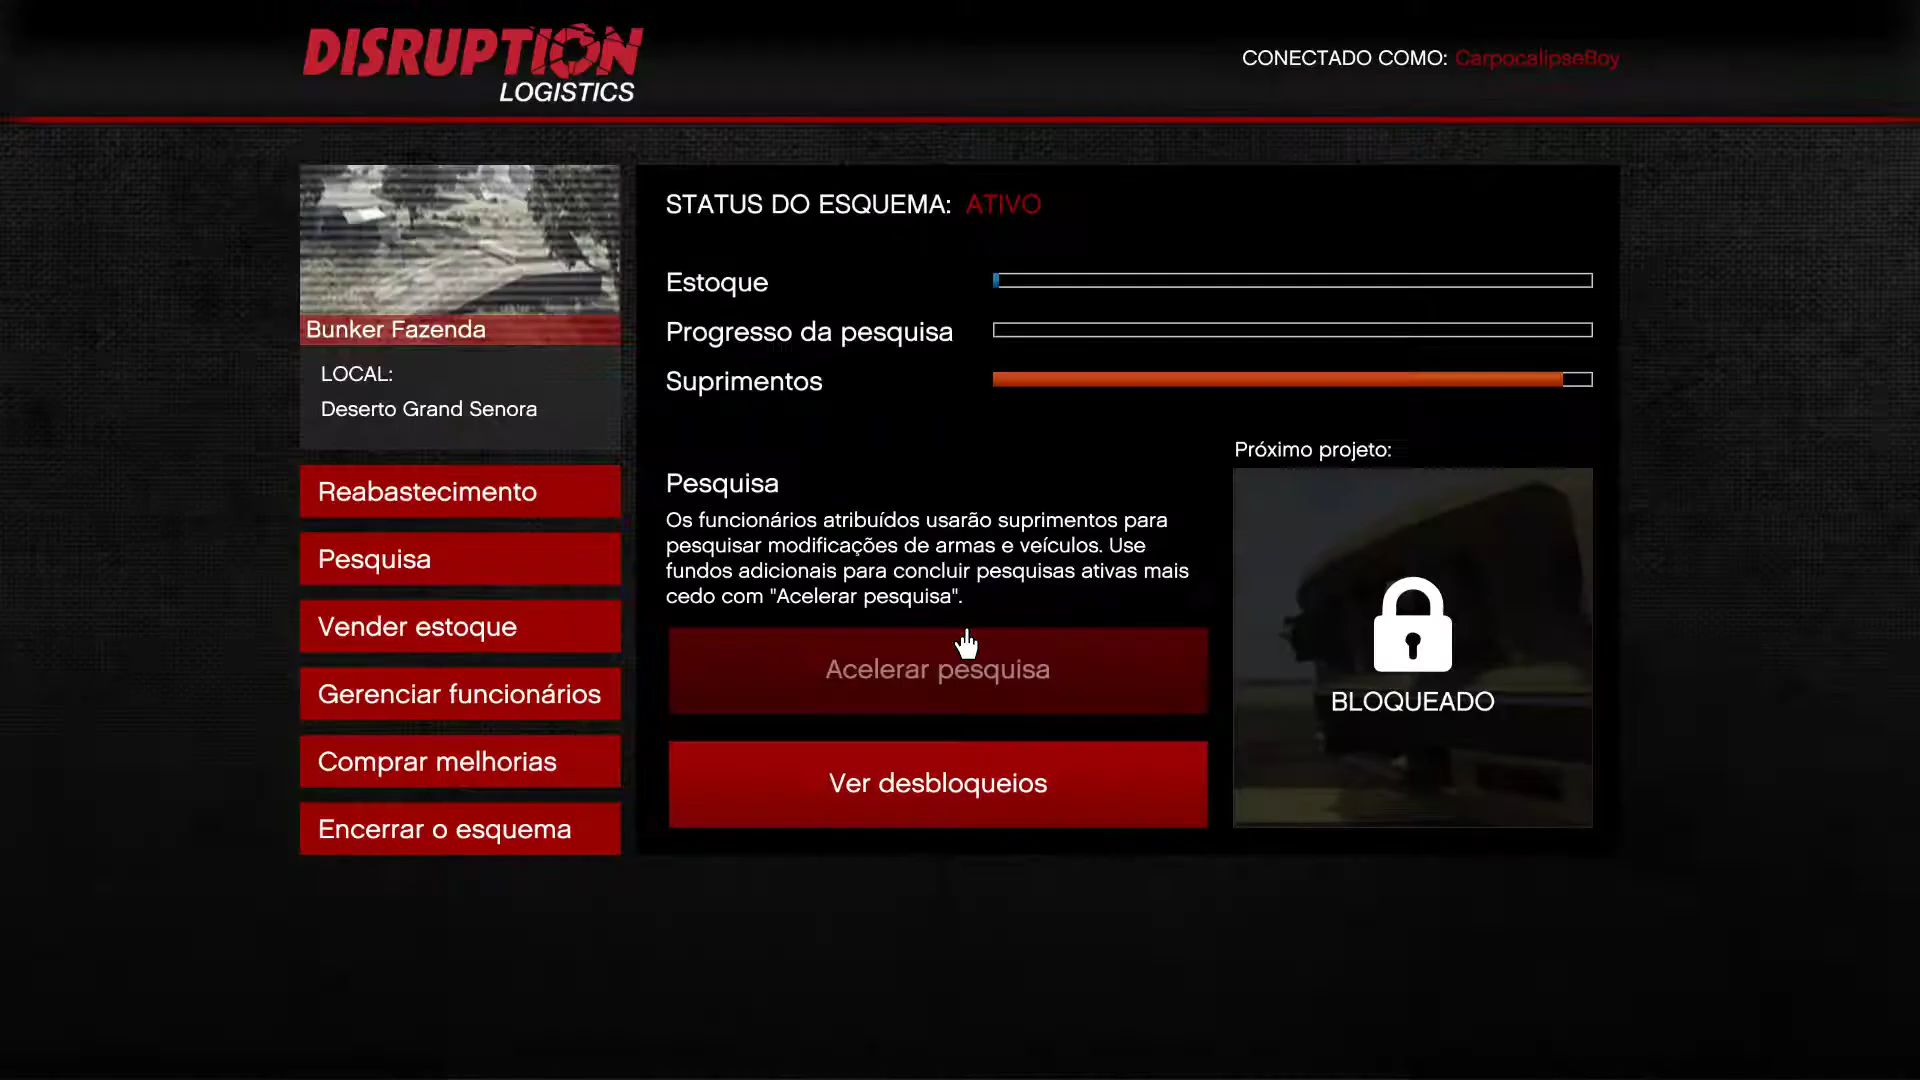 DISRUPTION
LOGISTICS
CONECTADO COMO: CarpocalipseBoy
Bunker Fazenda
LOCAL:
Deserto Grand Senora
Reabastecimento
Pesquisa
Vender estoque
Gerenciar funcionários
Comprar melhorias
Encerrar o esquema
STATUS DO ESQUEMA: ATIVO
Estoque
Progresso da pesquisa
Suprimentos
Pesquisa
Os funcionários atribuídos usarão suprimentos para
pesquisar modificações de armas e veículos. Use
fundos adicionais para concluir pesquisas ativas mais
cedo com "Acelerar pesquisa".
Acelerar pesquisa
Ver desbloqueios
Próximo projeto:
BLOQUEADO